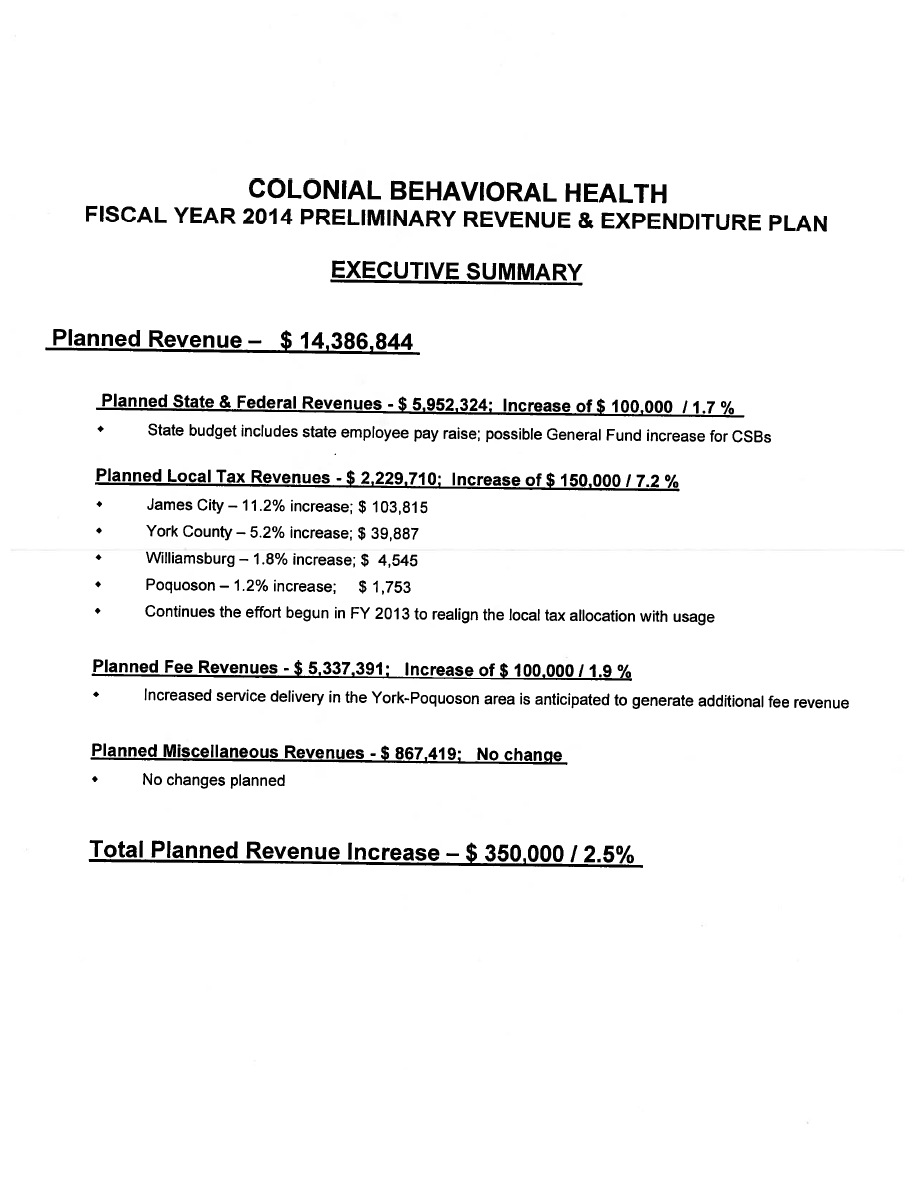 COLONIAL BEHAVIORAL HEALTH
FISCAL YEAR 2014 PRELIMINARY REVENUE & EXPENDITURE PLAN
EXECUTIVE SUMMARY
Planned Revenue – $ 14,386,844
Planned State & Federal Revenues - $ 5,952,324; Increase of $ 100,000 / 1.7 %
• State budget includes state employee pay raise; possible General Fund increase for CSBs
Planned Local Tax Revenues - $ 2,229,710; Increase of $ 150,000 / 7.2 %
• James City – 11.2% increase; $ 103,815
• York County – 5.2% increase; $ 39,887
• Williamsburg – 1.8% increase; $ 4,545
• Poquoson – 1.2% increase; $ 1,753
• Continues the effort begun in FY 2013 to realign the local tax allocation with usage
Planned Fee Revenues - $ 5,337,391; Increase of $ 100,000 / 1.9 %
• Increased service delivery in the York-Poquoson area is anticipated to generate additional fee revenue
Planned Miscellaneous Revenues - $ 867,419; No change
• No changes planned
Total Planned Revenue Increase – $ 350,000 / 2.5%